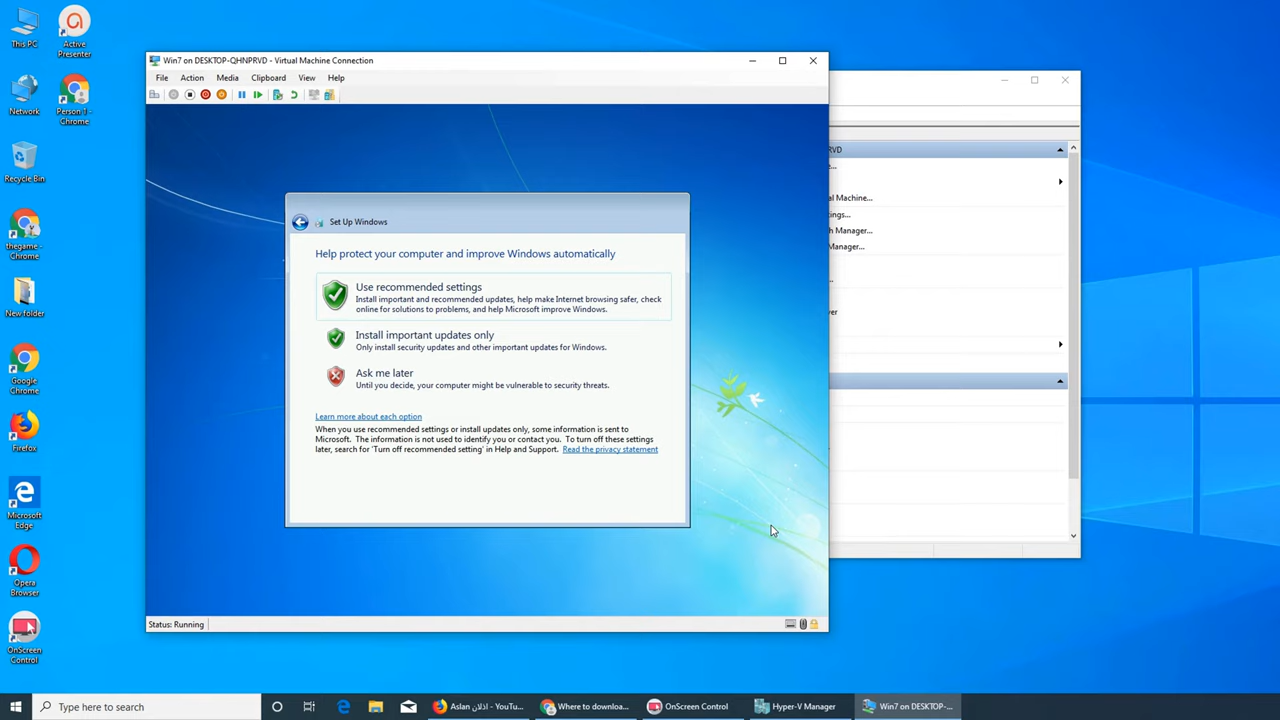 This PC
Active
Presenter
Network
Person 1 -
Chrome
Recycle Bin
thegame -
Chrome
New folder
Google
Chrome
Firefox
Microsoft
Edge
Opera
Browser
OnScreen
Control
Win7 on DESKTOP-QHNPRVD - Virtual Machine Connection
File Action Media Clipboard View Help
Set Up Windows
Help protect your computer and improve Windows automatically
Use recommended settings
Install important and recommended updates, help make Internet browsing safer, check
online for solutions to problems, and help Microsoft improve Windows.
Install important updates only
Only install security updates and other important updates for Windows.
Ask me later
Until you decide, your computer might be vulnerable to security threats.
Learn more about each option
When you use recommended settings or install updates only, some information is sent to
Microsoft. The information is not used to identify you or contact you. To turn off these settings
later, search for 'Turn off recommended setting' in Help and Support. Read the privacy statement
Status: Running
RVD
...
al Machine...
ings...
h Manager...
Manager...
..
ver
Type here to search
Aslan اذلان - YouTu...
Where to downloa...
OnScreen Control
Hyper-V Manager
Win7 on DESKTOP-...